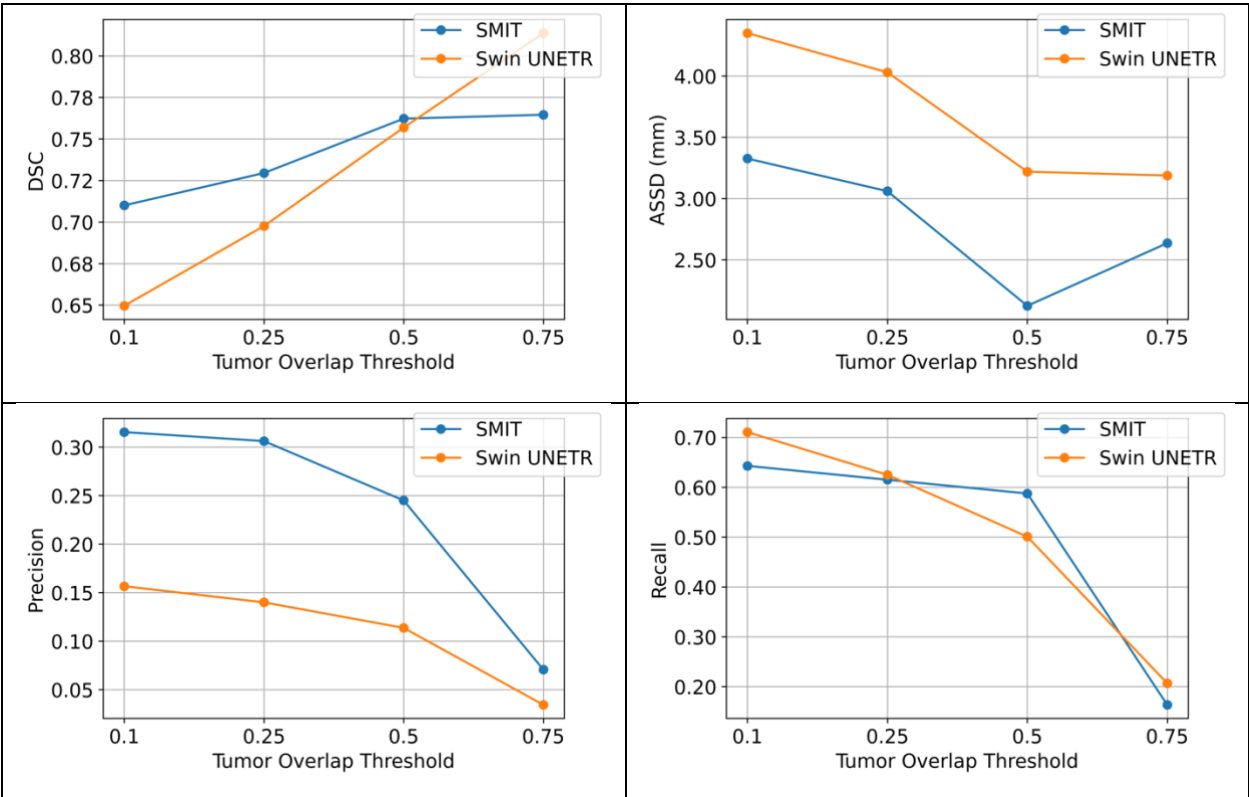 SMIT
Swin UNETR
0.80
0.78
0.75
0.72
0.70
0.68
0.65
DSC
0.1 0.25 0.5 0.75
Tumor Overlap Threshold
SMIT
Swin UNETR
4.00
3.50
3.00
2.50
ASSD (mm)
0.1 0.25 0.5 0.75
Tumor Overlap Threshold
SMIT
Swin UNETR
0.30
0.25
0.20
0.15
0.10
0.05
Precision
0.1 0.25 0.5 0.75
Tumor Overlap Threshold
SMIT
Swin UNETR
0.70
0.60
0.50
0.40
0.30
0.20
Recall
0.1 0.25 0.5 0.75
Tumor Overlap Threshold